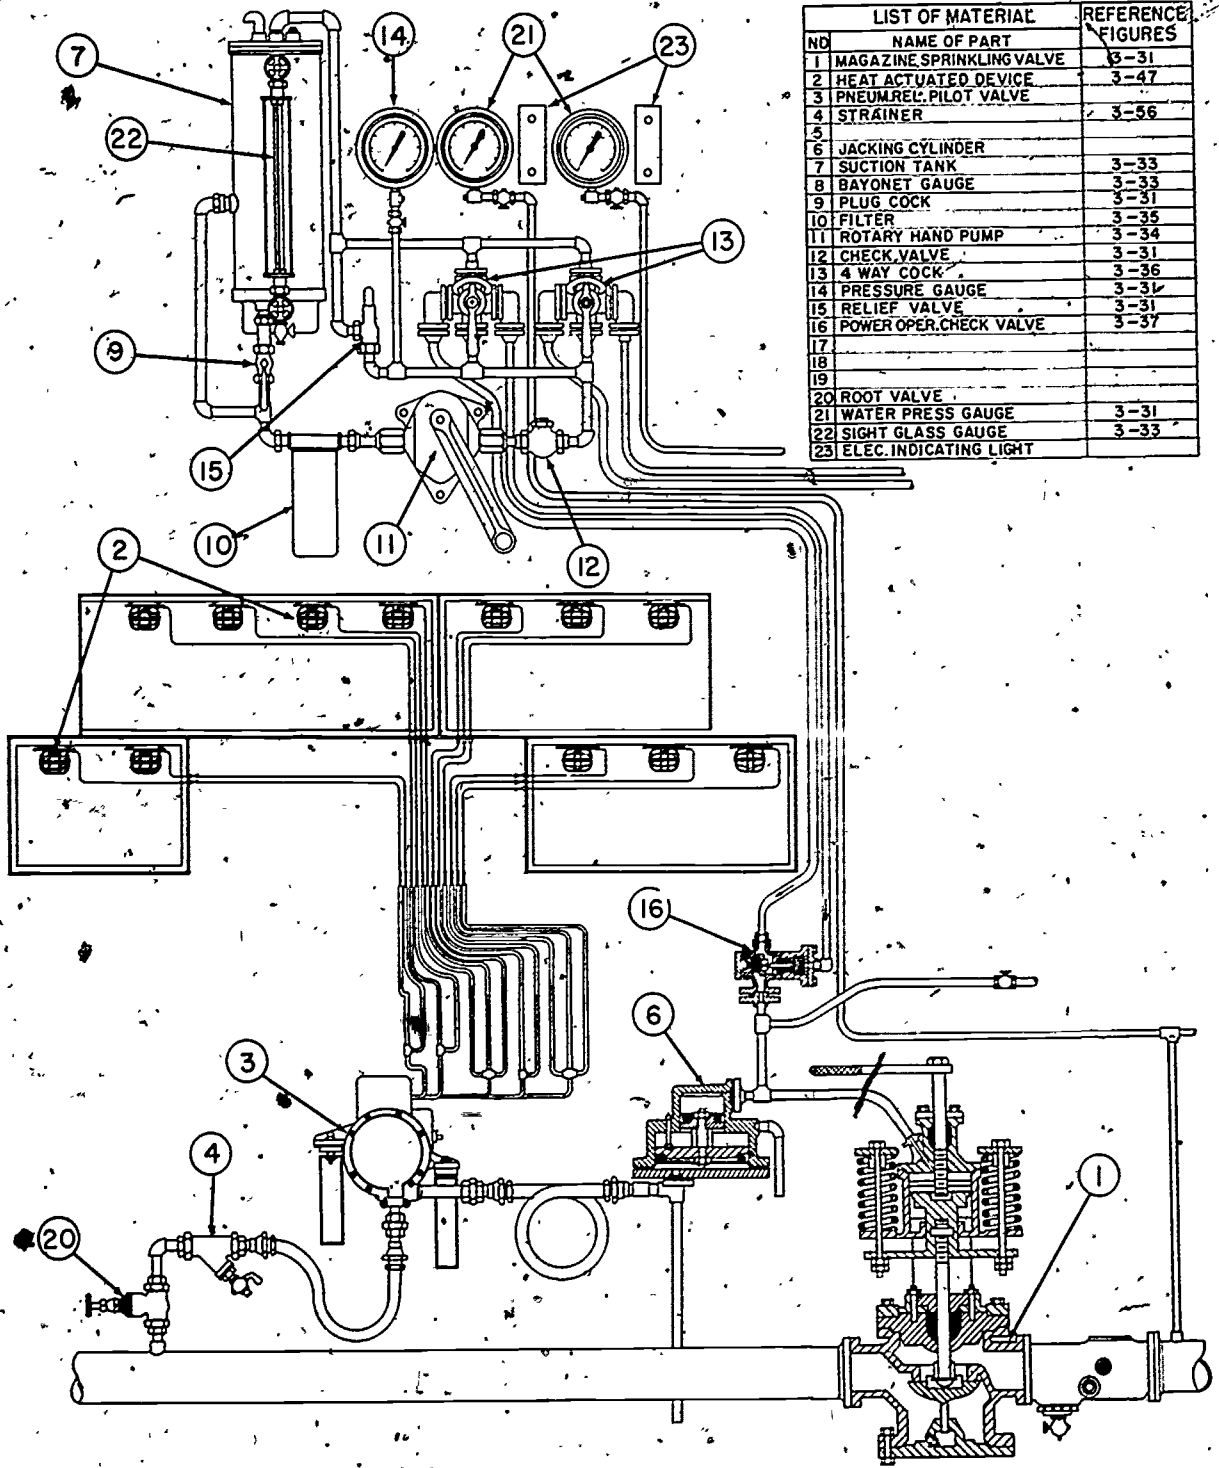 LIST OF MATERIAL REFERENCE FIGURES
NO NAME OF PART
1 MAGAZINE SPRINKLING VALVE 3-31
2 HEAT ACTUATED DEVICE 3-47
3 PNEUM.REL. PILOT VALVE
4 STRAINER 3-56
5
6 JACKING CYLINDER
7 SUCTION TANK 3-33
8 BAYONET GAUGE 3-33
9 PLUG COCK 3-31
10 FILTER 3-35
11 ROTARY HAND PUMP 3-34
12 CHECK VALVE 3-31
13 4 WAY COCK 3-36
14 PRESSURE GAUGE 3-31
15 RELIEF VALVE 3-31
16 POWER OPER. CHECK VALVE 3-37
17
18
19
20 ROOT VALVE
21 WATER PRESS GAUGE 3-31
22 SIGHT GLASS GAUGE 3-33
23 ELEC. INDICATING LIGHT
7
14
21
23
22
13
9
15
10
11
12
2
16
6
3
4
1
20